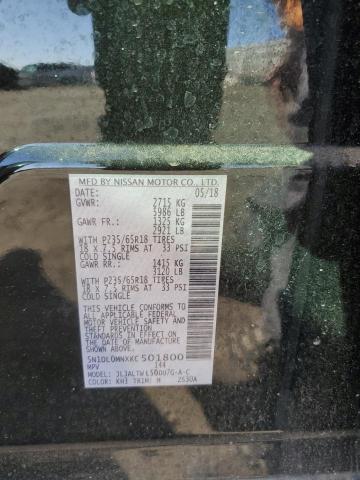 MFD BY NISSAN MOTOR CO., LTD.
DATE: 05/18
GVWR: 2715 KG
5986 LB
GAWR FR: 1325 KG
2921 LB
WITH P235/65R18 TIRES
18 X 7.5 RIMS AT 33 PSI
COLD SINGLE
GAWR RR: 1415 KG
3120 LB
WITH P235/65R18 TIRES
18 X 7.5 RIMS AT 33 PSI
COLD SINGLE
THIS VEHICLE CONFORMS TO
ALL APPLICABLE FEDERAL
MOTOR VEHICLE SAFETY STANDARDS
IN EFFECT ON THE DATE OF
MANUFACTURE SHOWN ABOVE.
5N1DL0MNXKC501800
MPV 144
MODEL: JLJALTWL50UU7G-A-C
COLOR: KH3 TRIM: M ZS30A